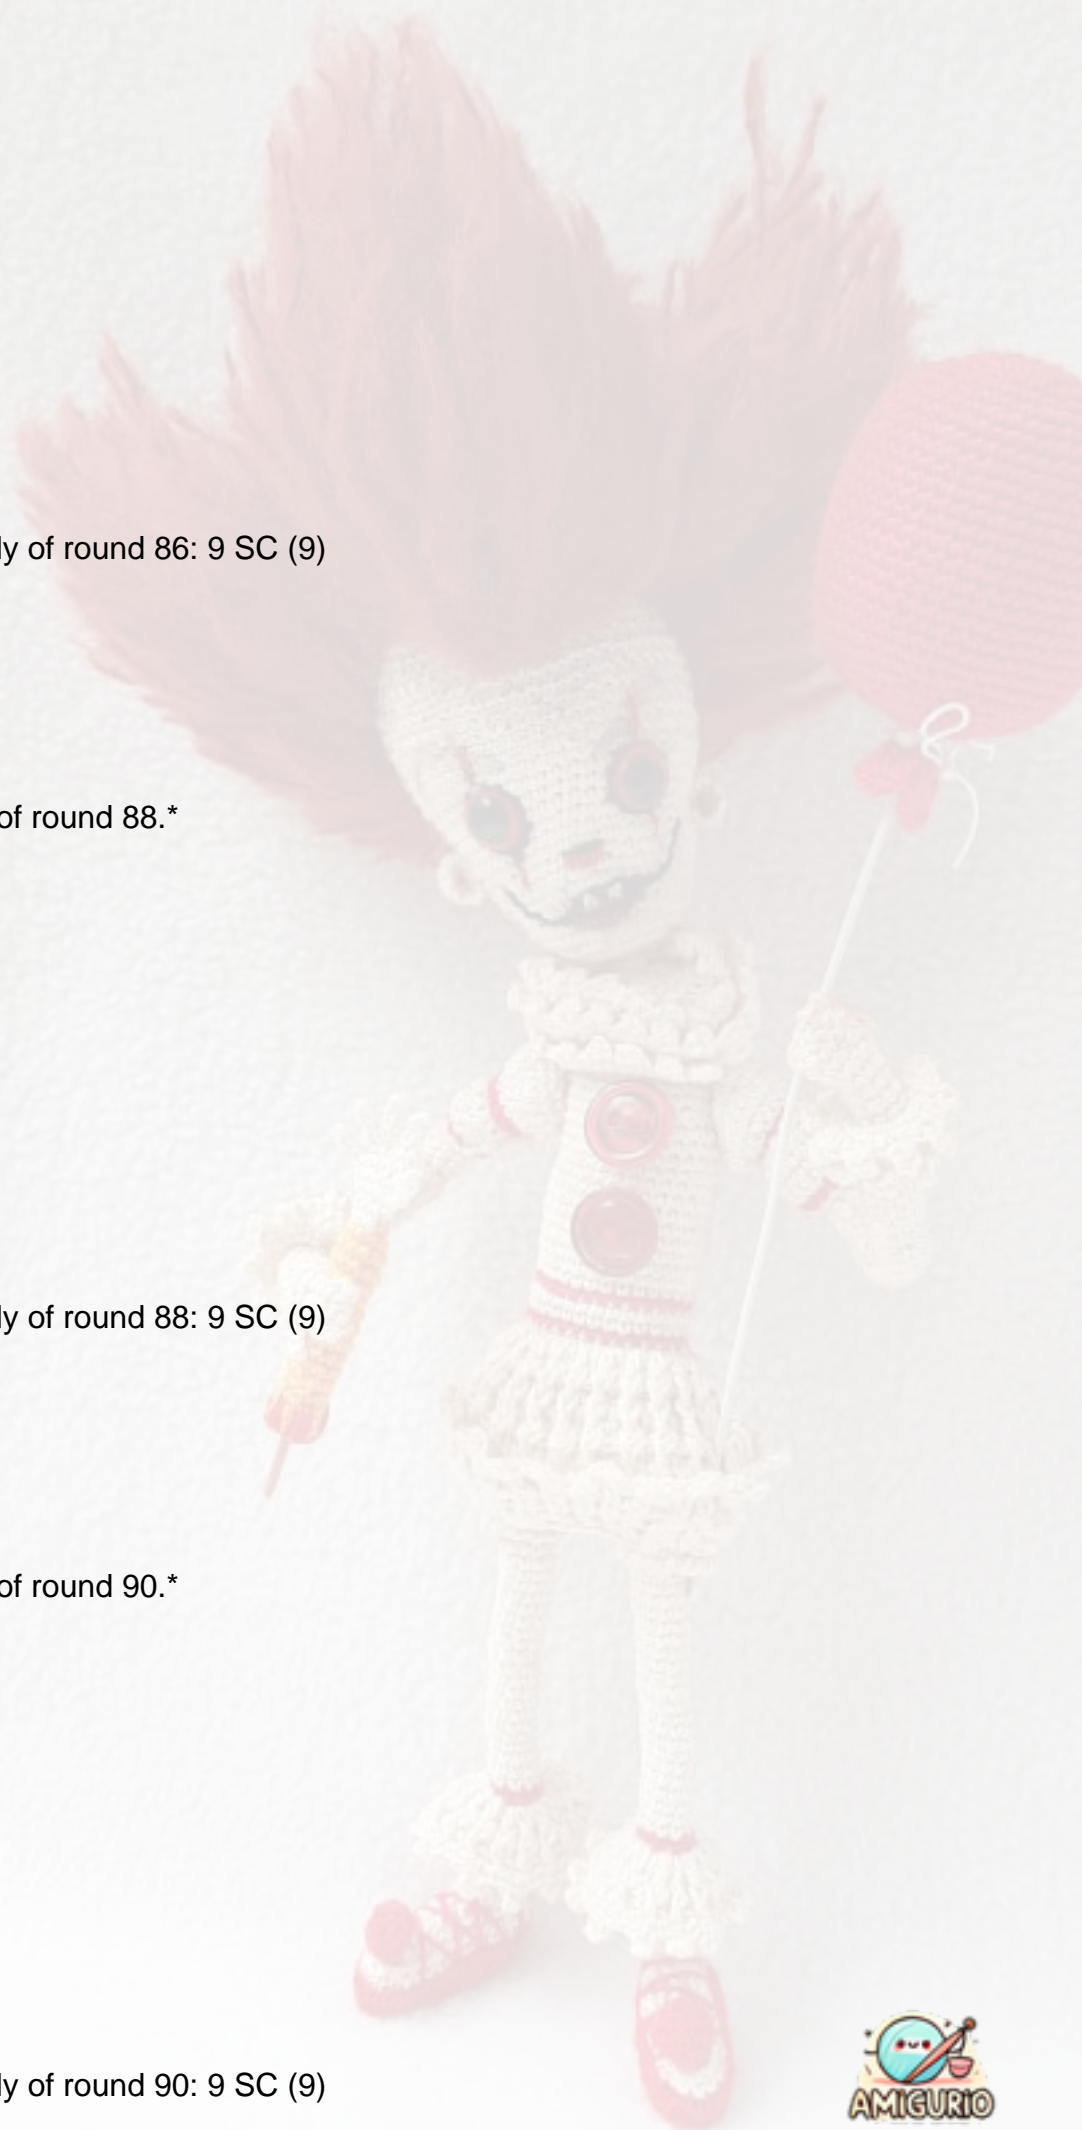 ly of round 86: 9 SC (9)
of round 88.*
ly of round 88: 9 SC (9)
of round 90.*
ly of round 90: 9 SC (9)
AMIGURIO